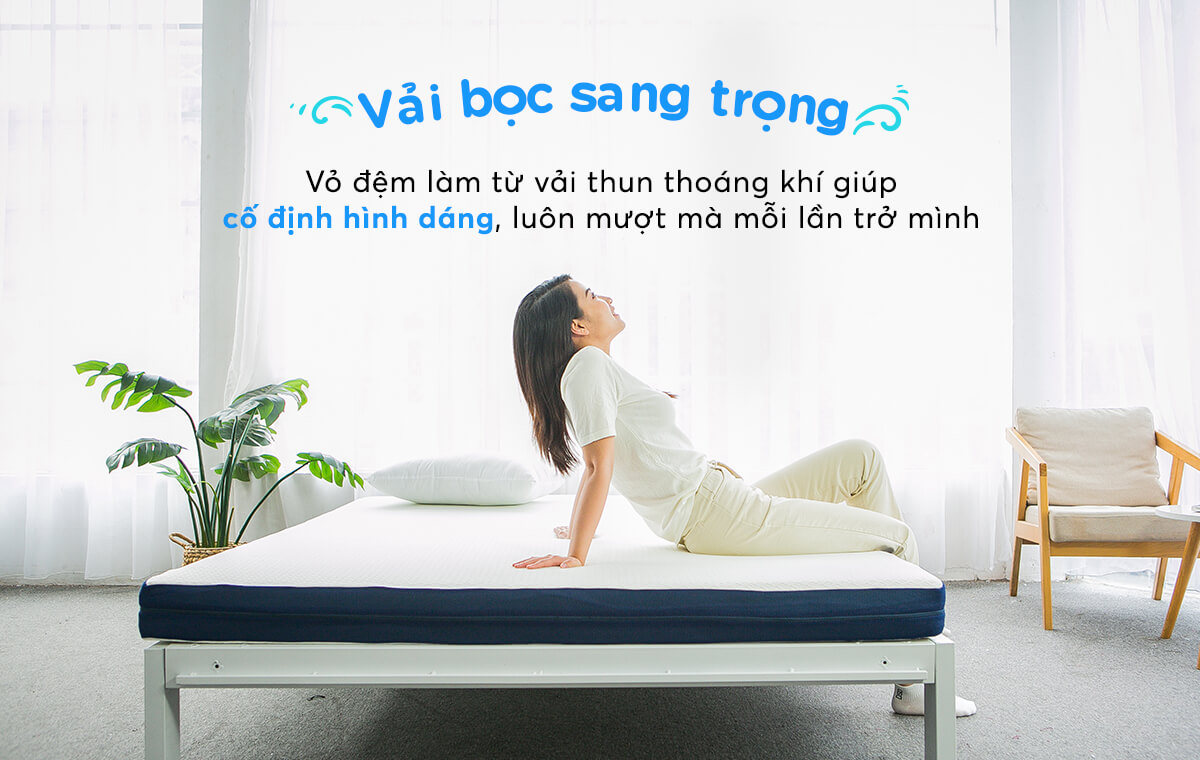 Vải bọc sang trọng
Vỏ đệm làm từ vải thun thoáng khí giúp
cố định hình dáng, luôn mượt mà mỗi lần trở mình